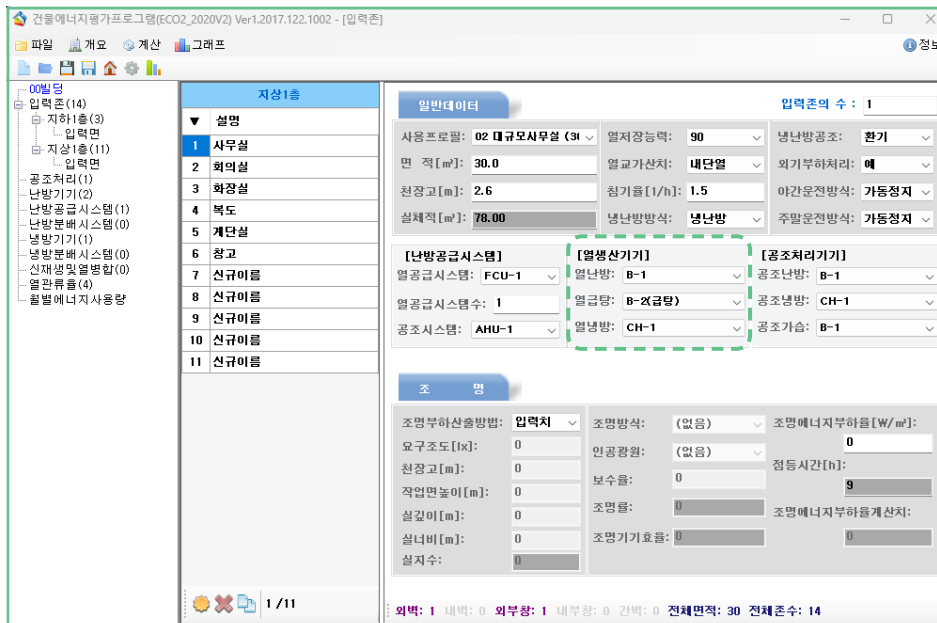 건물에너지평가프로그램(ECO2_2020V2) Ver1.2017.122.1002 - [입력존]
파일 개요 계산 그래프 정보
00빌딩
입력존(14)
지하1층(3)
입력면
지상1층(11)
입력면
공조처리(1)
난방기기(2)
난방공급시스템(1)
난방분배시스템(0)
냉방기기(1)
냉방분배시스템(0)
신재생및열병합(0)
열관류율(4)
월별에너지사용량
지상1층
▼ 설명
1 사무실
2 회의실
3 화장실
4 복도
5 계단실
6 창고
7 신규이름
8 신규이름
9 신규이름
10 신규이름
11 신규이름
1 /11
일반데이터 입력존의 수 : 1
사용프로필: 02 대규모사무실 (30 열저장능력: 90 냉난방공조: 환기
면 적[㎡]: 30.0 열교가산치: 내단열 외기부하처리: 예
천장고[m]: 2.6 침기율[1/h]: 1.5 야간운전방식: 가동정지
실체적[㎥]: 78.00 냉난방방식: 냉난방 주말운전방식: 가동정지
[난방공급시스템] [열생산기기] [공조처리기기]
열공급시스템: FCU-1 열난방: B-1 공조난방: B-1
열공급시스템수: 1 열급탕: B-2(급탕) 공조냉방: CH-1
공조시스템: AHU-1 열냉방: CH-1 공조가습: B-1
조 명
조명부하산출방법: 입력치 조명방식: (없음) 조명에너지부하율[W/㎡]:
요구조도[lx]: 0 인공광원: (없음) 0
천장고[m]: 0 보수율: 0 점등시간[h]:
작업면높이[m]: 0 조명률: 0 9
실깊이[m]: 0 조명에너지부하율계산치:
실너비[m]: 0 조명기기효율: 0 0
실지수: 0
외벽: 1 내벽: 0 외부창: 1 내부창: 0 간벽: 0 전체면적: 30 전체존수: 14